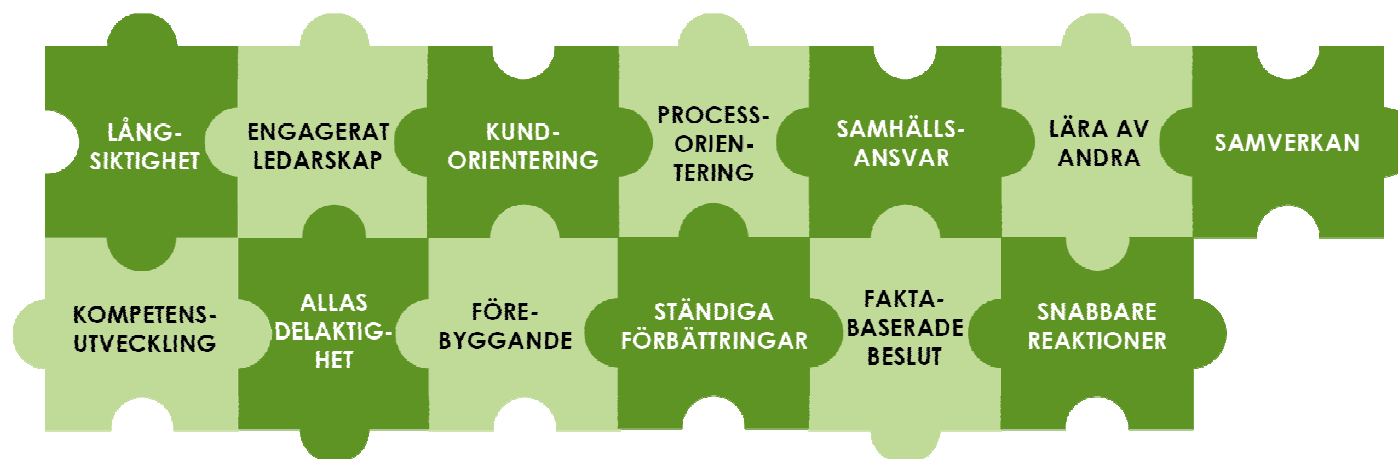 LÅNG-
SIKTIGHET
ENGAGERAT
LEDARSKAP
KUND-
ORIENTERING
PROCESS-
ORIEN-
TERING
SAMHÄLLS-
ANSVAR
LÄRA AV
ANDRA
SAMVERKAN
KOMPETENS-
UTVECKLING
ALLAS
DELAKTIG-
HET
FÖRE-
BYGGANDE
STÄNDIGA
FÖRBÄTTRINGAR
FAKTA-
BASERADE
BESLUT
SNABBARE
REAKTIONER